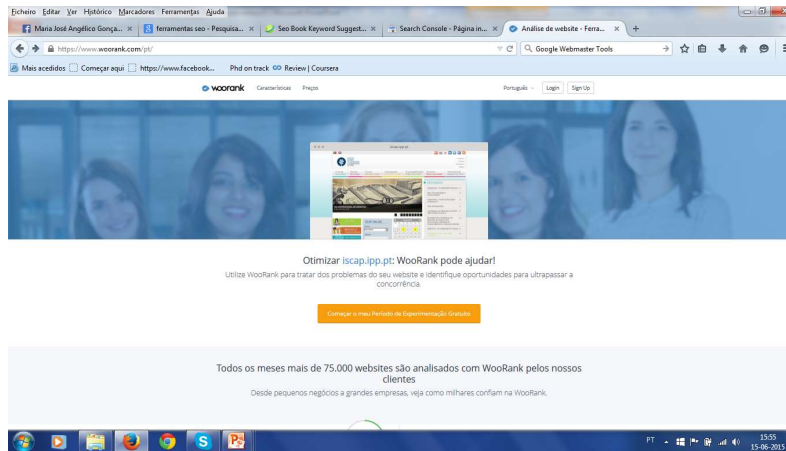 Ficheiro Editar Ver Histórico Marcadores Ferramentas Ajuda
Maria José Angélico Gonça... × ferramentas seo - Pesquisa... × Seo Book Keyword Suggest... × Search Console - Página in... × Análise de website - Ferra... × +
https://www.woorank.com/pt/ Google Webmaster Tools
Mais acedidos Começar aqui https://www.facebook... Phd on track Review | Coursera
woorank Características Preços Português Login Sign Up
iscap.ipp.pt
Otimizar iscap.ipp.pt: WooRank pode ajudar!
Utilize WooRank para tratar dos problemas do seu website e identifique oportunidades para ultrapassar a
concorrência.
Começar o meu Período de Experimentação Gratuito
Todos os meses mais de 75.000 websites são analisados com WooRank pelos nossos
clientes
Desde pequenos negócios a grandes empresas, veja como milhares confiam na WooRank.
PT 15:55
15-06-2015